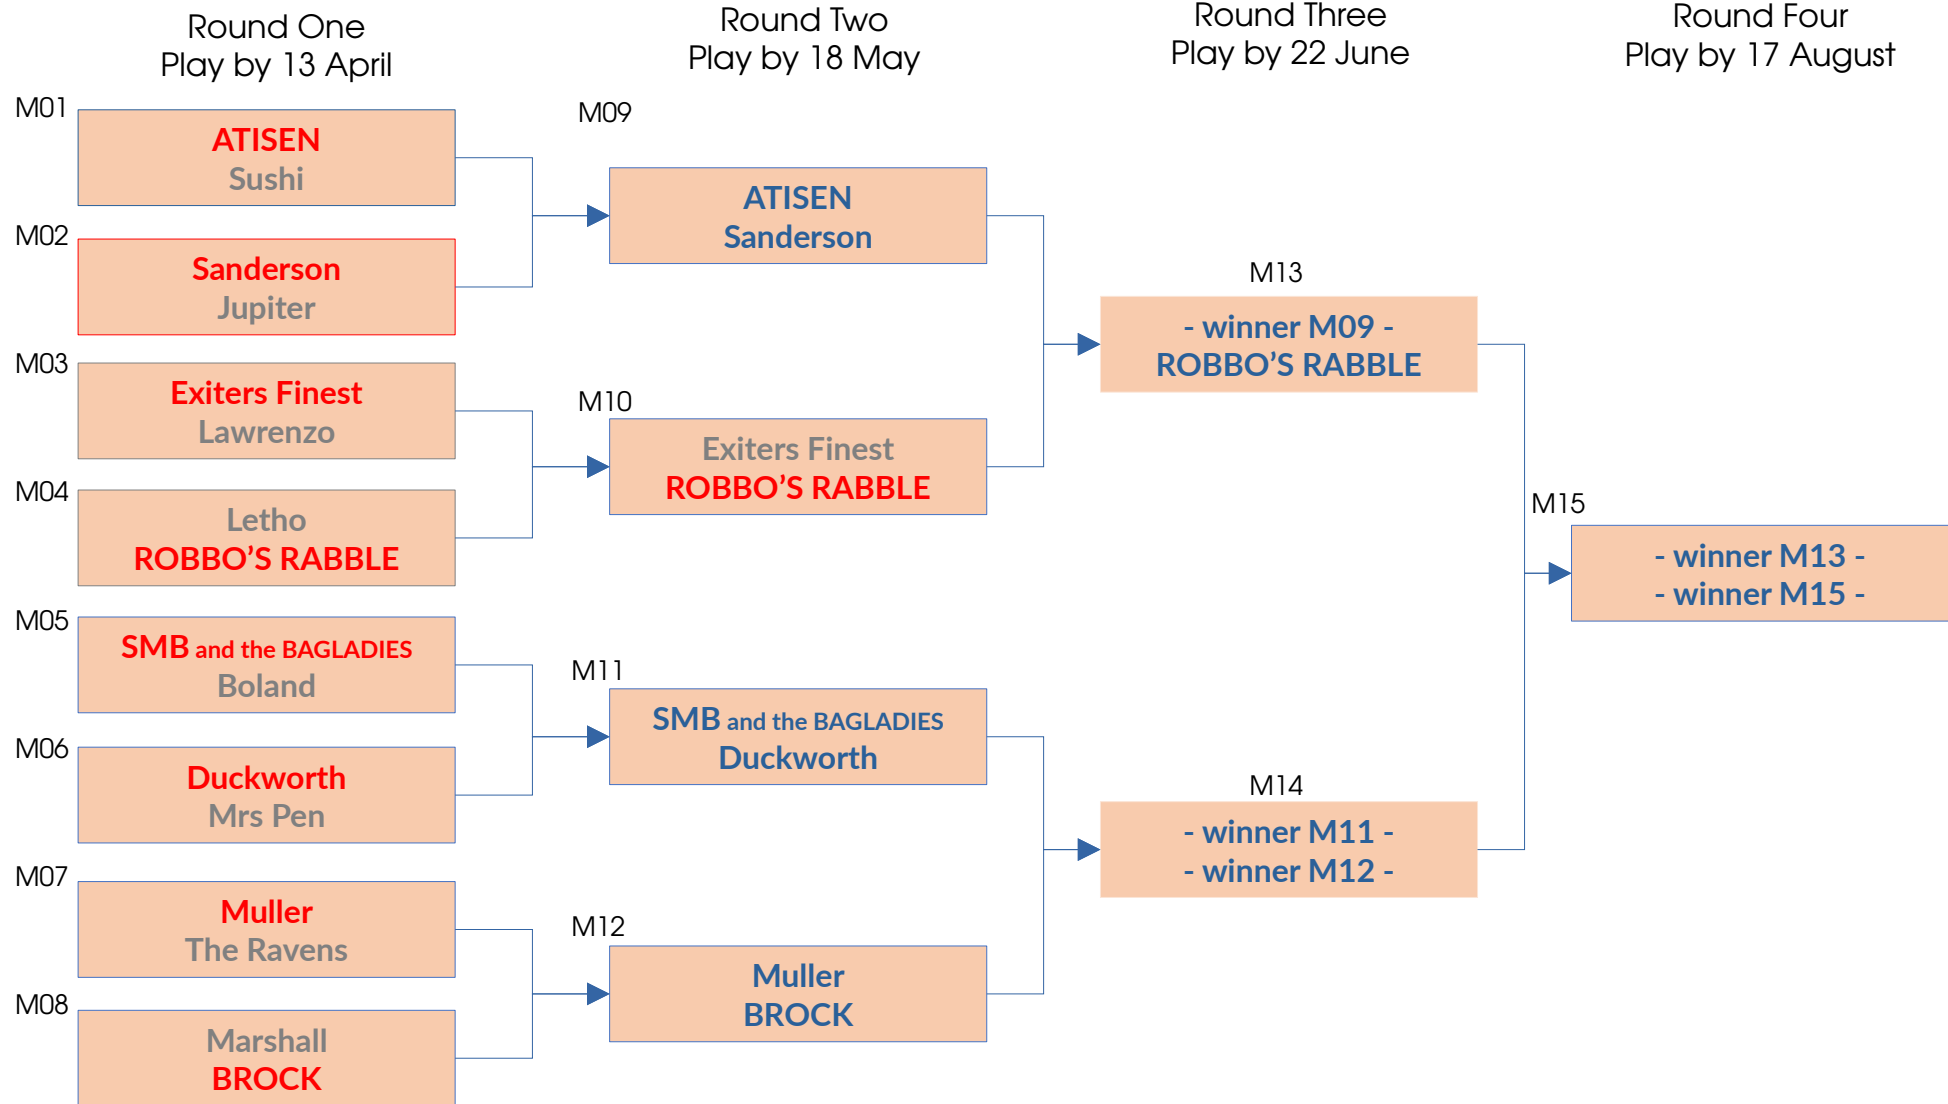 Round One
Play by 13 April
Round Two
Play by 18 May
Round Three
Play by 22 June
Round Four
Play by 17 August
M01
ATISEN
Sushi
M02
Sanderson
Jupiter
M03
Exiters Finest
Lawrenzo
M04
Letho
ROBBO’S RABBLE
M05
SMB and the BAGLADIES
Boland
M06
Duckworth
Mrs Pen
M07
Muller
The Ravens
M08
Marshall
BROCK
M09
ATISEN
Sanderson
M10
Exiters Finest
ROBBO’S RABBLE
M11
SMB and the BAGLADIES
Duckworth
M12
Muller
BROCK
M13
- winner M09 -
ROBBO’S RABBLE
M14
- winner M11 -
- winner M12 -
M15
- winner M13 -
- winner M15 -